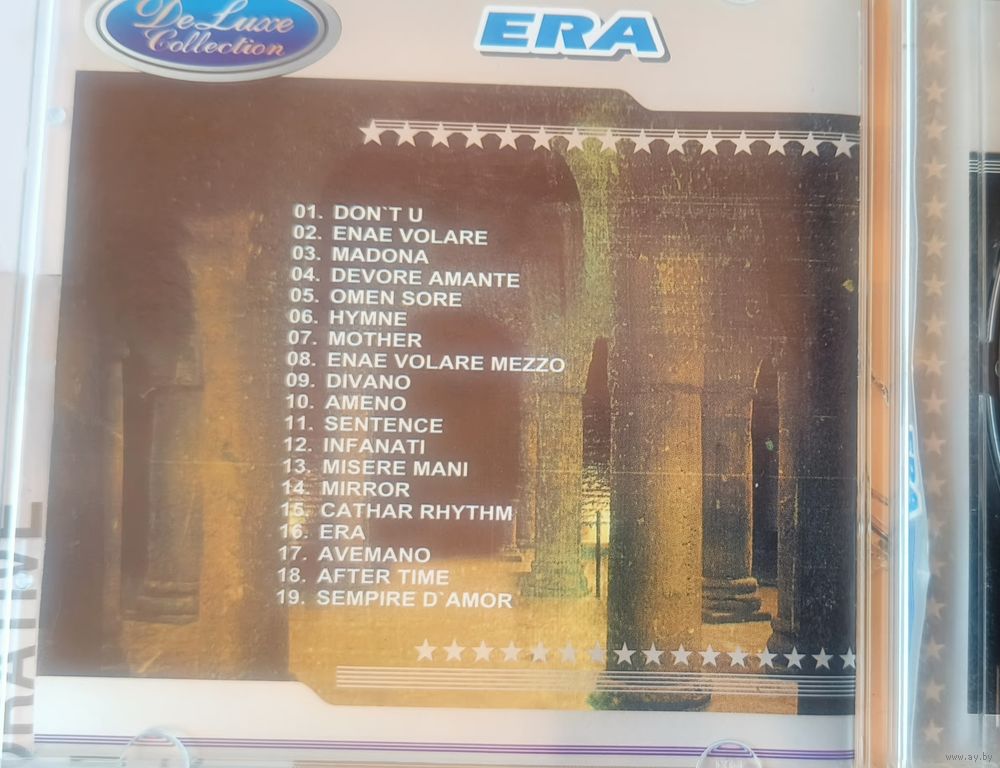 DeLuxe
Collection
ERA
01. DON`T U
02. ENAE VOLARE
03. MADONA
04. DEVORE AMANTE
05. OMEN SORE
06. HYMNE
07. MOTHER
08. ENAE VOLARE MEZZO
09. DIVANO
10. AMENO
11. SENTENCE
12. INFANATI
13. MISERE MANI
14. MIRROR
15. CATHAR RHYTHM
16. ERA
17. AVEMANO
18. AFTER TIME
19. SEMPIRE D`AMOR
www.ay.by